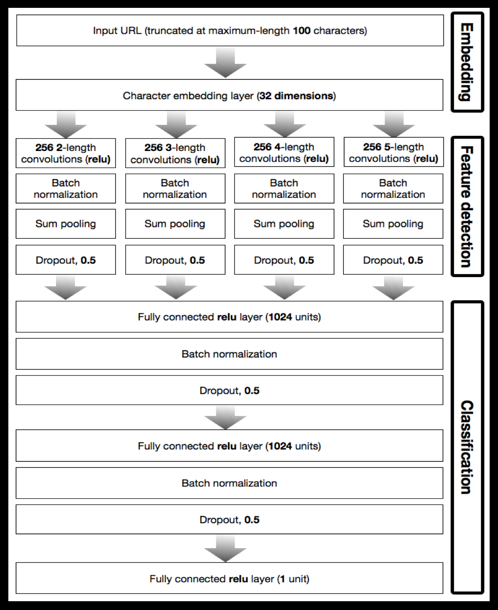 Input URL (truncated at maximum-length 100 characters)
Character embedding layer (32 dimensions)
Embedding
256 2-length
convolutions (relu)
Batch
normalization
Sum pooling
Dropout, 0.5
256 3-length
convolutions (relu)
Batch
normalization
Sum pooling
Dropout, 0.5
256 4-length
convolutions (relu)
Batch
normalization
Sum pooling
Dropout, 0.5
256 5-length
convolutions (relu)
Batch
normalization
Sum pooling
Dropout, 0.5
Feature detection
Fully connected relu layer (1024 units)
Batch normalization
Dropout, 0.5
Fully connected relu layer (1024 units)
Batch normalization
Dropout, 0.5
Fully connected relu layer (1 unit)
Classification